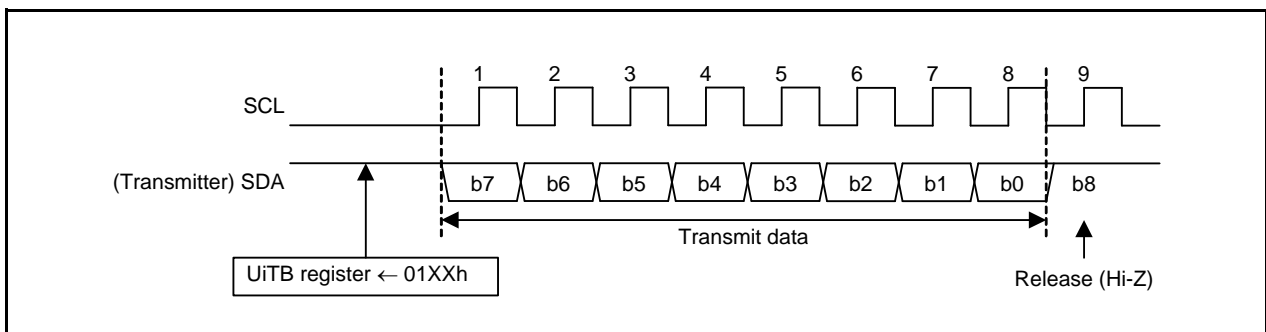 1 2 3 4 5 6 7 8 9
SCL
(Transmitter) SDA b7 b6 b5 b4 b3 b2 b1 b0 b8
Transmit data
UiTB register ← 01XXh
Release (Hi-Z)